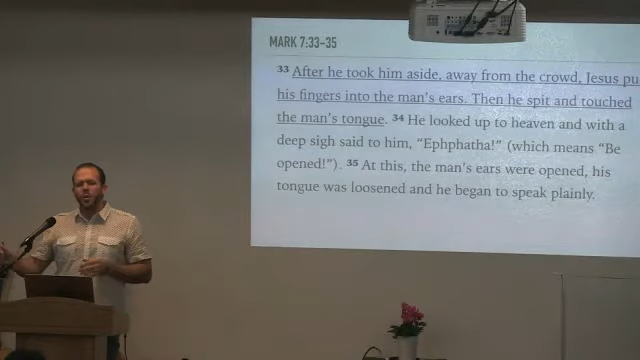 MARK 7:33-35
33 After he took him aside, away from the crowd, Jesus pu
his fingers into the man's ears. Then he spit and touched
the man's tongue. 34 He looked up to heaven and with a
deep sigh said to him, “Ephphatha!” (which means “Be
opened!”). 35 At this, the man's ears were opened, his
tongue was loosened and he began to speak plainly.